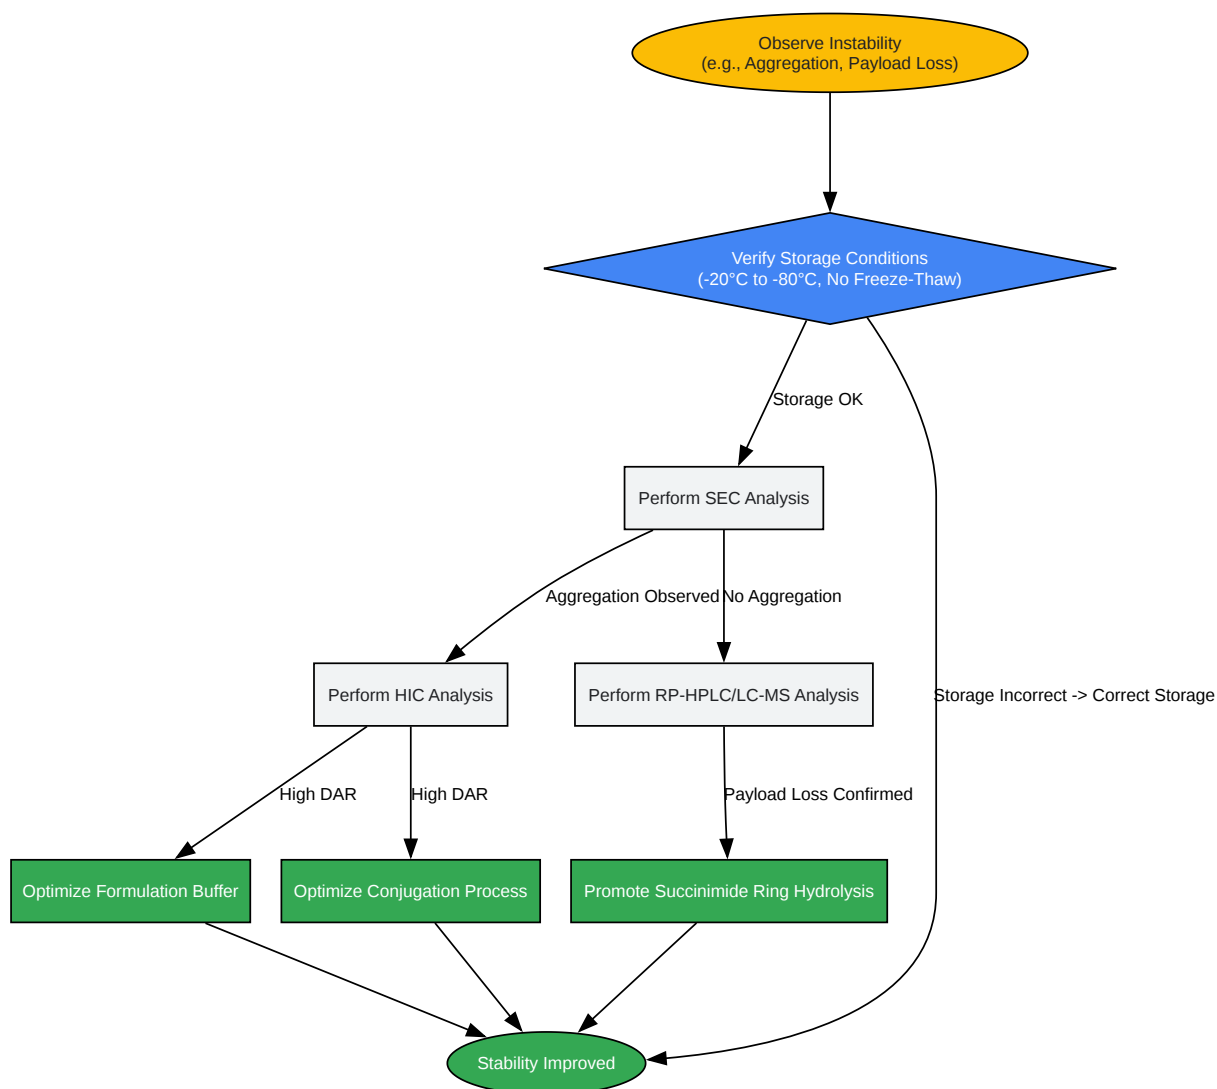 Observe Instability
(e.g., Aggregation, Payload Loss)
Verify Storage Conditions
(-20°C to -80°C, No Freeze-Thaw)
Storage OK
Perform SEC Analysis
Aggregation Observed
No Aggregation
Perform HIC Analysis
Perform RP-HPLC/LC-MS Analysis
Storage Incorrect -> Correct Storage
High DAR
High DAR
Payload Loss Confirmed
Optimize Formulation Buffer
Optimize Conjugation Process
Promote Succinimide Ring Hydrolysis
Stability Improved